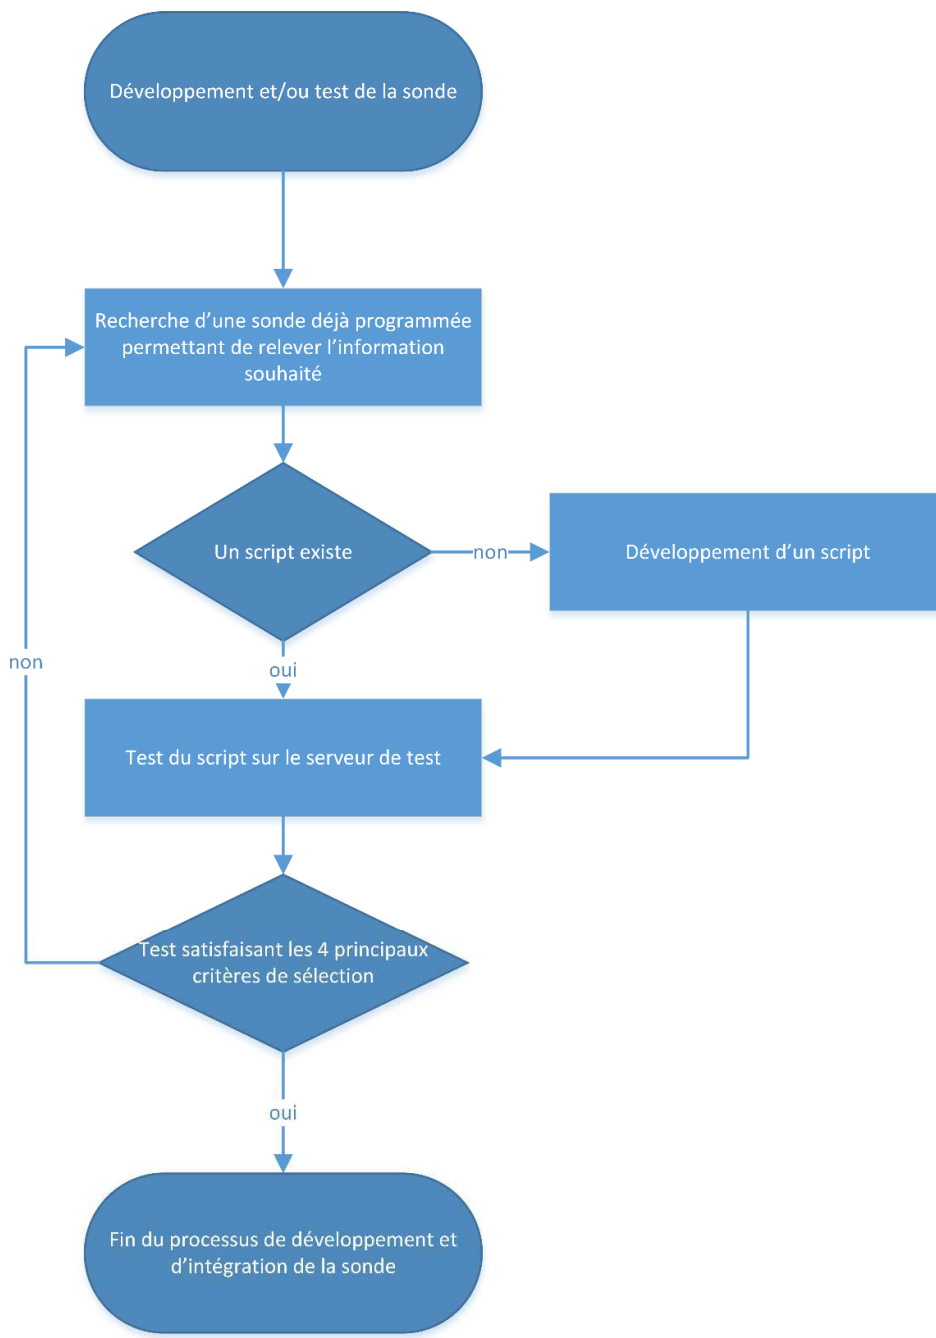 Développement et/ou test de la sonde
Recherche d’une sonde déjà programmée
permettant de relever l’information
souhaité
Un script existe
non
Développement d’un script
oui
non
Test du script sur le serveur de test
Test satisfaisant les 4 principaux
critères de sélection
oui
Fin du processus de développement et
d’intégration de la sonde